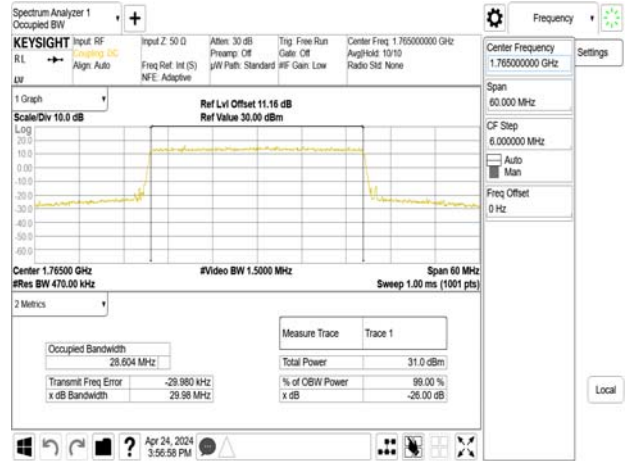 Spectrum Analyzer 1
Occupied BW
+
Frequency
KEYSIGHT
RL
Input: RF
Coupling: DC
Align: Auto
Input Z: 50 Ω
Freq Ref: Int (S)
NFE: Adaptive
Atten: 30 dB
Preamp: Off
µW Path: Standard
Trig: Free Run
Gate: Off
#IF Gain: Low
Center Freq: 1.765000000 GHz
Avg|Hold: 10/10
Radio Std: None
Center Frequency
1.765000000 GHz
Settings
Span
60.000 MHz
CF Step
6.000000 MHz
Auto
Man
Freq Offset
0 Hz
Local
1 Graph
Scale/Div 10.0 dB
Ref Lvl Offset 11.16 dB
Ref Value 30.00 dBm
Log
20.0
10.0
0.00
-10.0
-20.0
-30.0
-40.0
-50.0
-60.0
Center 1.76500 GHz
#Video BW 1.5000 MHz
Span 60 MHz
#Res BW 470.00 kHz
Sweep 1.00 ms (1001 pts)
2 Metrics
Occupied Bandwidth
28.604 MHz
Transmit Freq Error -29.980 kHz
x dB Bandwidth 29.98 MHz
Measure Trace Trace 1
Total Power 31.0 dBm
% of OBW Power 99.00 %
x dB -26.00 dB
?
Apr 24, 2024
3:56:58 PM